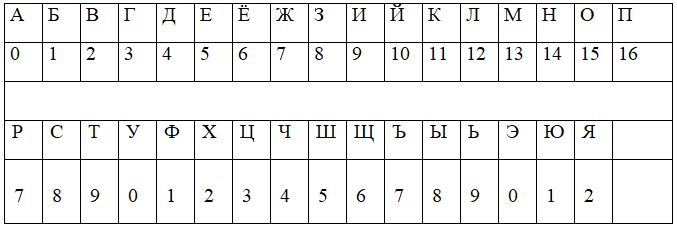 А Б В Г Д Е Ё Ж З И Й К Л М Н О П
0 1 2 3 4 5 6 7 8 9 10 11 12 13 14 15 16
Р С Т У Ф Х Ц Ч Ш Щ Ъ Ы Ь Э Ю Я
7 8 9 0 1 2 3 4 5 6 7 8 9 0 1 2